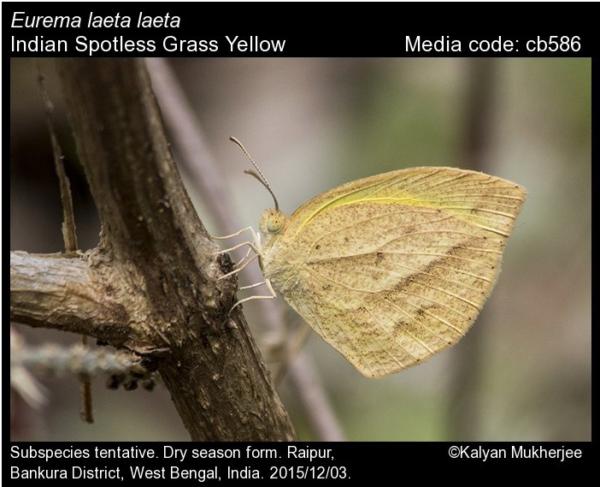 Eurema laeta laeta
Indian Spotless Grass Yellow
Media code: cb586
Subspecies tentative. Dry season form. Raipur,
©Kalyan Mukherjee
Bankura District, West Bengal, India. 2015/12/03.